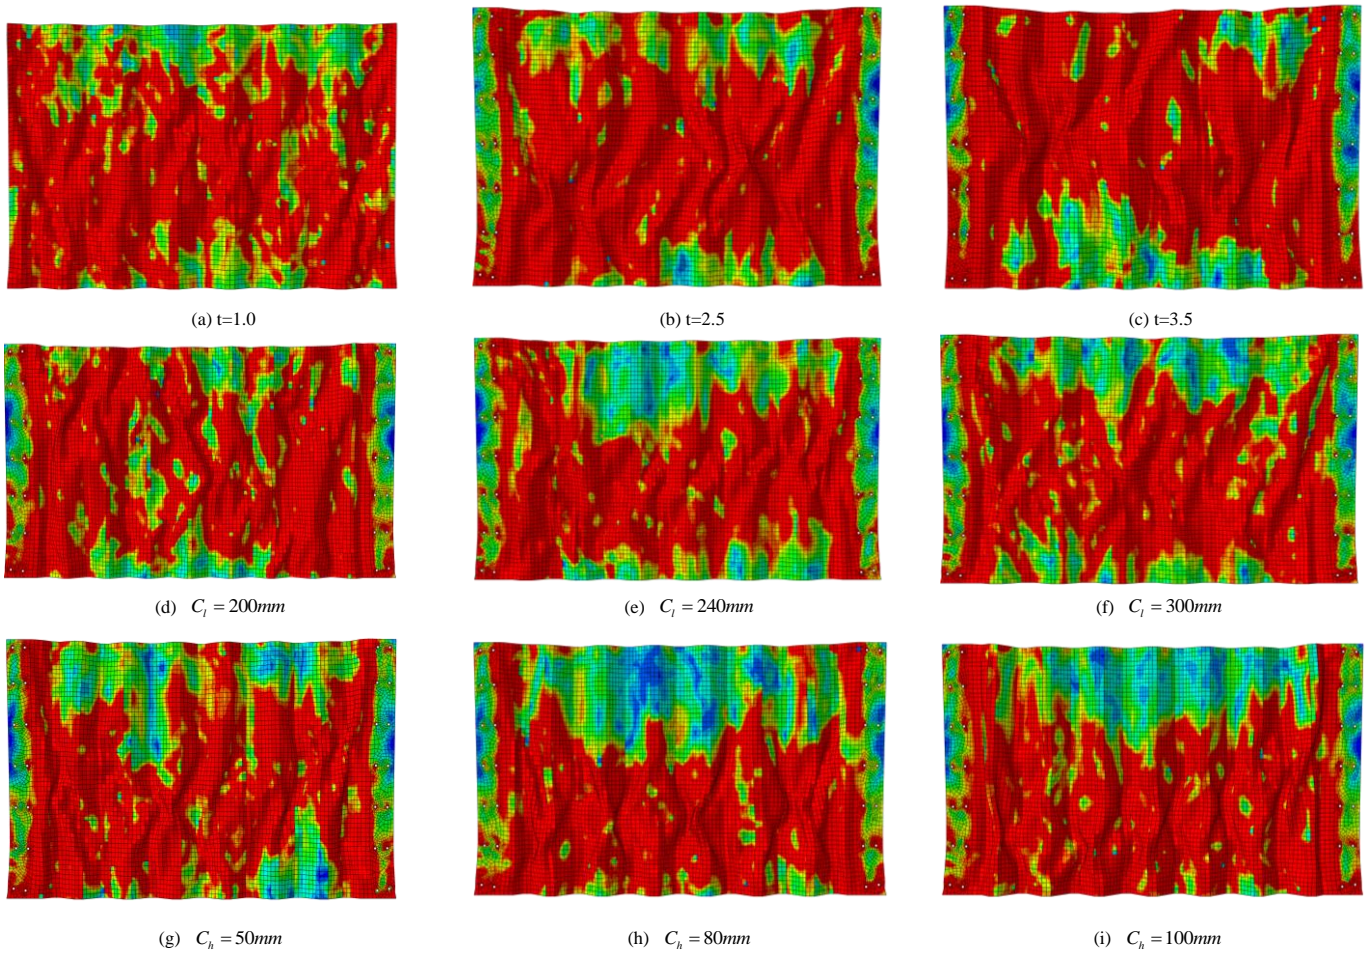 (a) t=1.0
(b) t=2.5
(c) t=3.5
(d) C_l = 200mm
(e) C_l = 240mm
(f) C_l = 300mm
(g) C_h = 50mm
(h) C_h = 80mm
(i) C_h = 100mm